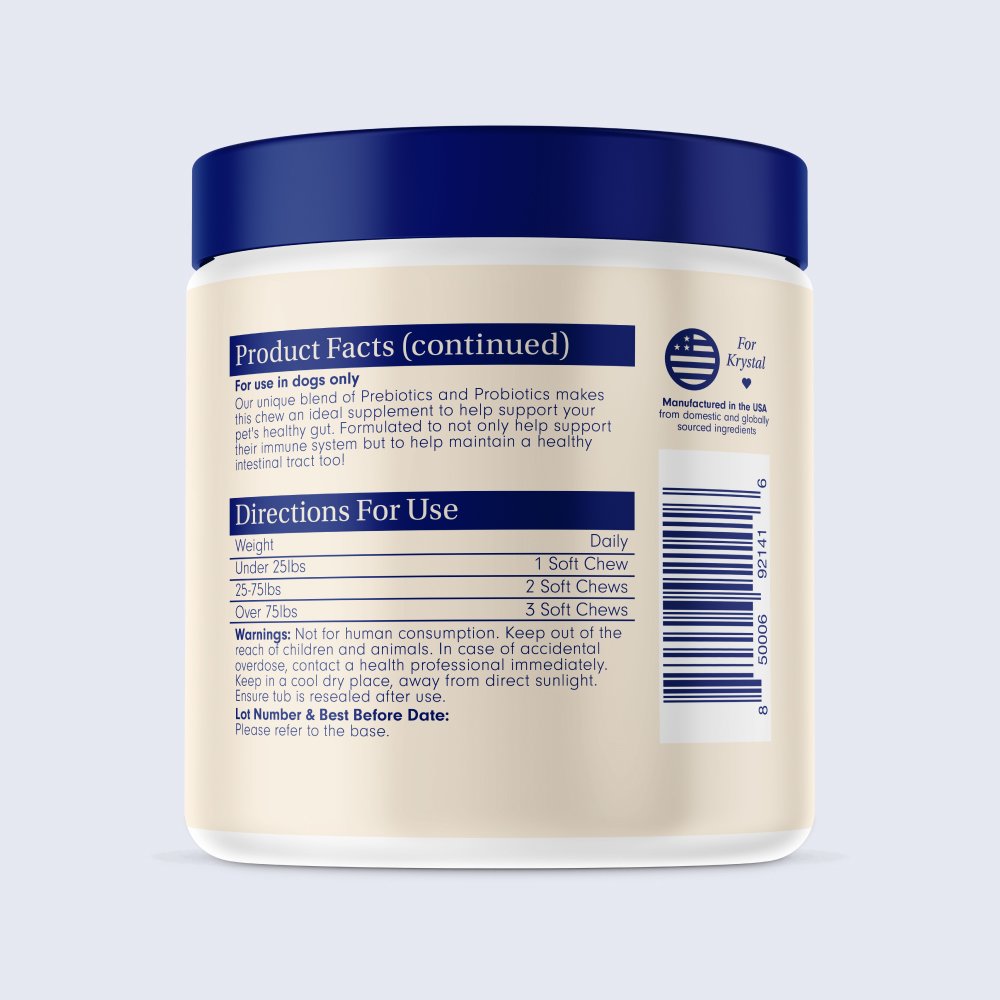 Product Facts (continued)
For use in dogs only
Our unique blend of Prebiotics and Probiotics makes
this chew an ideal supplement to help support your
pet's healthy gut. Formulated to not only help support
their immune system but to help maintain a healthy
intestinal tract too!
Directions For Use
Weight Daily
Under 25lbs 1 Soft Chew
25-75lbs 2 Soft Chews
Over 75lbs 3 Soft Chews
Warnings: Not for human consumption. Keep out of the
reach of children and animals. In case of accidental
overdose, contact a health professional immediately.
Keep in a cool dry place, away from direct sunlight.
Ensure tub is resealed after use.
Lot Number & Best Before Date:
Please refer to the base.
For
Krystal
Manufactured in the USA
from domestic and globally
sourced ingredients
8 50006 92141 6